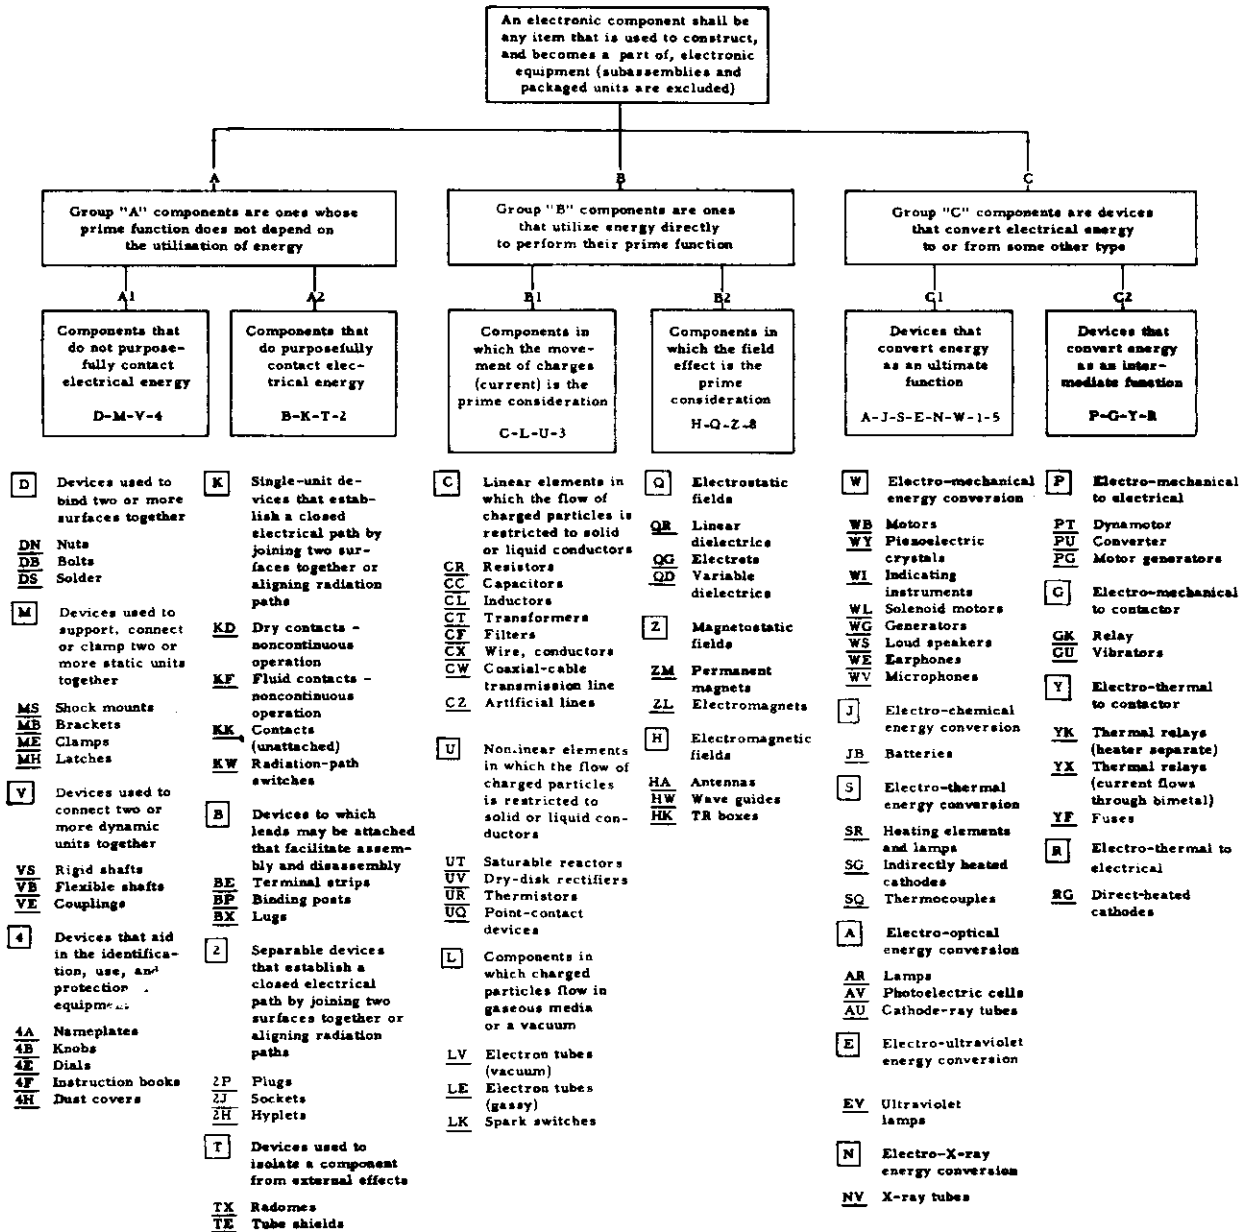 An electronic component shall be
any item that is used to construct,
and becomes a part of, electronic
equipment (subassemblies and
packaged units are excluded)
A
B
C
Group "A" components are ones whose
prime function does not depend on
the utilization of energy
Group "B" components are ones
that utilize energy directly
to perform their prime function
Group "C" components are devices
that convert electrical energy
to or from some other type
A1
A2
B1
B2
C1
C2
Components that
do not purpose-
fully contact
electrical energy
D-M-V-4
Components that
do purposefully
contact elec-
trical energy
B-K-T-2
Components in
which the move-
ment of charges
(current) is the
prime consideration
C-L-U-3
Components in
which the field
effect is the
prime
consideration
H-Q-Z-8
Devices that
convert energy
as an ultimate
function
A-J-S-E-N-W-1-5
Devices that
convert energy
as an inter-
mediate function
P-G-Y-R
D Devices used to
bind two or more
surfaces together
DN Nuts
DB Bolts
DS Solder
M Devices used to
support, connect
or clamp two or
more static units
together
MS Shock mounts
MB Brackets
ME Clamps
MH Latches
V Devices used to
connect two or
more dynamic
units together
VS Rigid shafts
VB Flexible shafts
VE Couplings
4 Devices that aid
in the identifica-
tion, use, and
protection
equipment
4A Nameplates
4B Knobs
4E Dials
4F Instruction books
4H Dust covers
K Single-unit de-
vices that estab-
lish a closed
electrical path by
joining two sur-
faces together or
aligning radiation
paths
KD Dry contacts -
noncontinuous
operation
KF Fluid contacts -
noncontinuous
operation
KK Contacts
(unattached)
KW Radiation-path
switches
B Devices to which
leads may be attached
that facilitate assem-
bly and disassembly
BE Terminal strips
BP Binding posts
BX Lugs
2 Separable devices
that establish a
closed electrical
path by joining two
surfaces together or
aligning radiation
paths
2P Plugs
2J Sockets
2H Hyplets
T Devices used to
isolate a component
from external effects
TX Radomes
TE Tube shields
C Linear elements in
which the flow of
charged particles is
restricted to solid
or liquid conductors
CR Resistors
CC Capacitors
CL Inductors
CT Transformers
CF Filters
CX Wire, conductors
CW Coaxial-cable
transmission line
CZ Artificial lines
U Nonlinear elements
in which the flow of
charged particles
is restricted to
solid or liquid con-
ductors
UT Saturable reactors
UV Dry-disk rectifiers
UR Thermistors
UQ Point-contact
devices
L Components in
which charged
particles flow in
gaseous media
or a vacuum
LV Electron tubes
(vacuum)
LE Electron tubes
(gassy)
LK Spark switches
Q Electrostatic
fields
QR Linear
dielectrics
QG Electrets
QD Variable
dielectrics
Z Magnetostatic
fields
ZM Permanent
magnets
ZL Electromagnets
H Electromagnetic
fields
HA Antennas
HW Wave guides
HK TR boxes
W Electro-mechanical
energy conversion
WB Motors
WY Piezoelectric
crystals
WI Indicating
instruments
WL Solenoid motors
WG Generators
WS Loud speakers
WE Earphones
WV Microphones
J Electro-chemical
energy conversion
JB Batteries
S Electro-thermal
energy conversion
SR Heating elements
and lamps
SG Indirectly heated
cathodes
SQ Thermocouples
A Electro-optical
energy conversion
AR Lamps
AV Photoelectric cells
AU Cathode-ray tubes
E Electro-ultraviolet
energy conversion
EV Ultraviolet
lamps
N Electro-X-ray
energy conversion
NV X-ray tubes
P Electro-mechanical
to electrical
PT Dynamotor
PU Converter
PG Motor generators
G Electro-mechanical
to contactor
GK Relay
GU Vibrators
Y Electro-thermal
to contactor
YK Thermal relays
(heater separate)
YX Thermal relays
(current flows
through bimetal)
YF Fuses
R Electro-thermal to
electrical
RG Direct-heated
cathodes